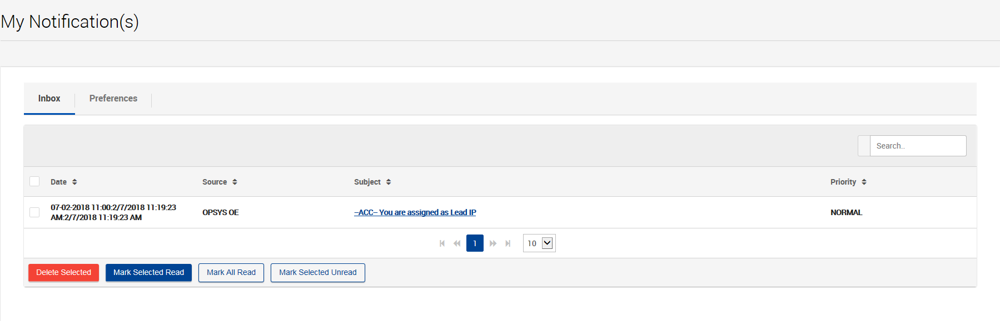 My Notification(s)
Inbox
Preferences
Search..
Date
Source
Subject
Priority
07-02-2018 11:00:2/7/2018 11:19:23
AM:2/7/2018 11:19:23 AM
OPSYS OE
–ACC– You are assigned as Lead IP
NORMAL
1
10
Delete Selected
Mark Selected Read
Mark All Read
Mark Selected Unread